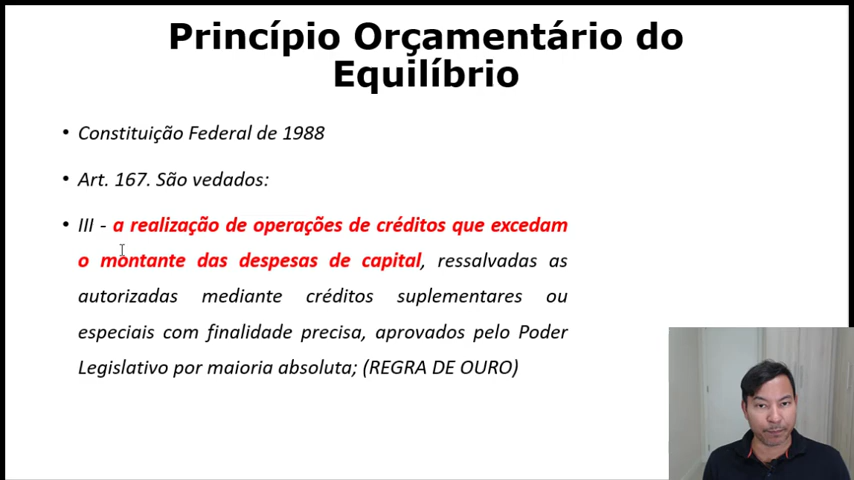 Princípio Orçamentário do
Equilíbrio
• Constituição Federal de 1988
• Art. 167. São vedados:
• III - a realização de operações de créditos que excedam
o montante das despesas de capital, ressalvadas as
autorizadas mediante créditos suplementares ou
especiais com finalidade precisa, aprovados pelo Poder
Legislativo por maioria absoluta; (REGRA DE OURO)